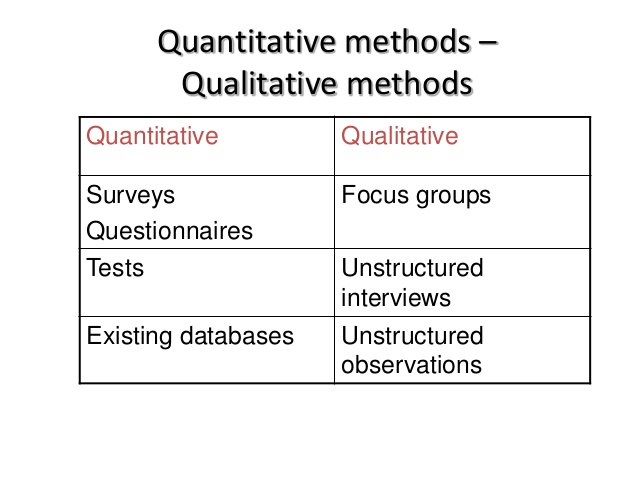 Quantitative methods –
Qualitative methods
Quantitative
Qualitative
Surveys
Questionnaires
Focus groups
Tests
Unstructured
interviews
Existing databases
Unstructured
observations